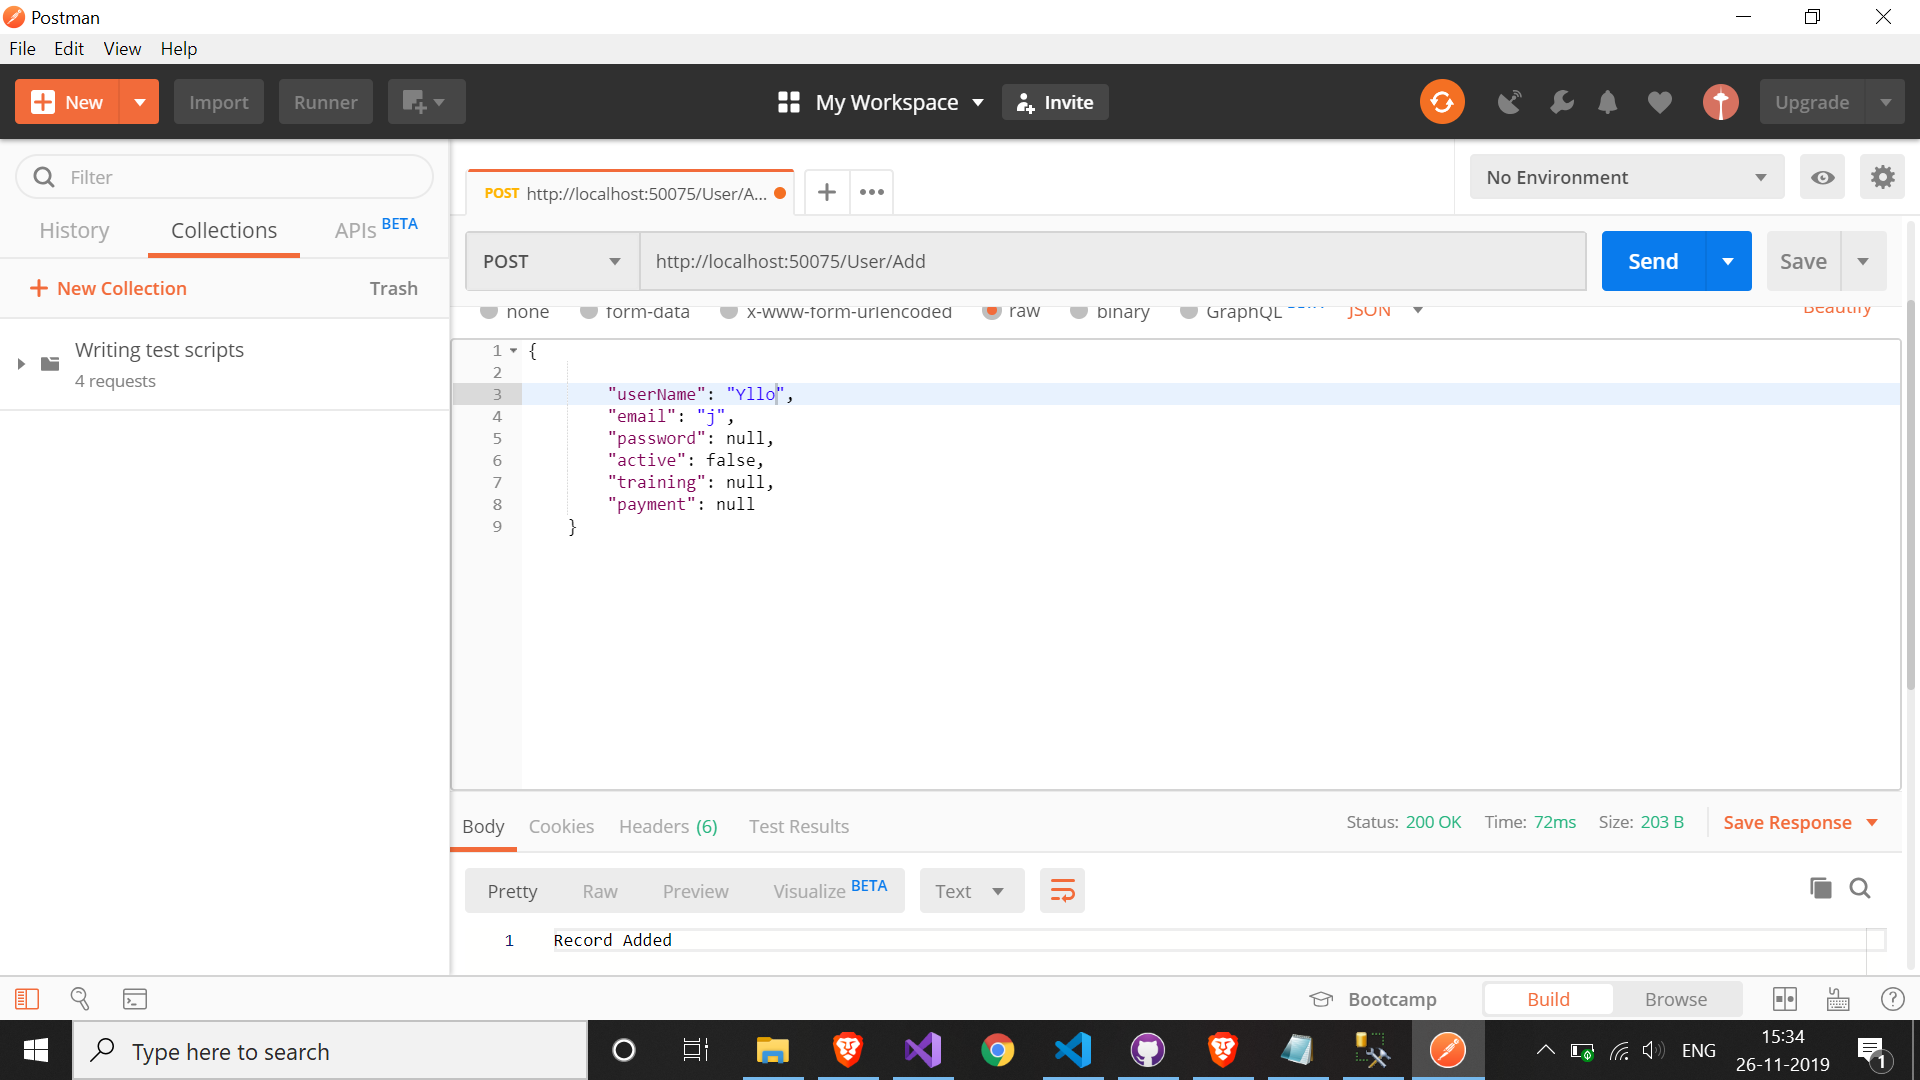 Postman
File Edit View Help
New Import Runner My Workspace Invite Upgrade
Filter
History Collections APIs BETA
New Collection Trash
Writing test scripts
4 requests
POST http://localhost:50075/User/A...
No Environment
POST http://localhost:50075/User/Add Send Save
none form-data x-www-form-urlencoded raw binary GraphQL BETA JSON Beautify
1 {
2
3 "userName": "Yllo",
4 "email": "j",
5 "password": null,
6 "active": false,
7 "training": null,
8 "payment": null
9 }
Body Cookies Headers (6) Test Results Status: 200 OK Time: 72ms Size: 203 B Save Response
Pretty Raw Preview Visualize BETA Text
1 Record Added
Bootcamp Build Browse
Type here to search
ENG
15:34
26-11-2019
1